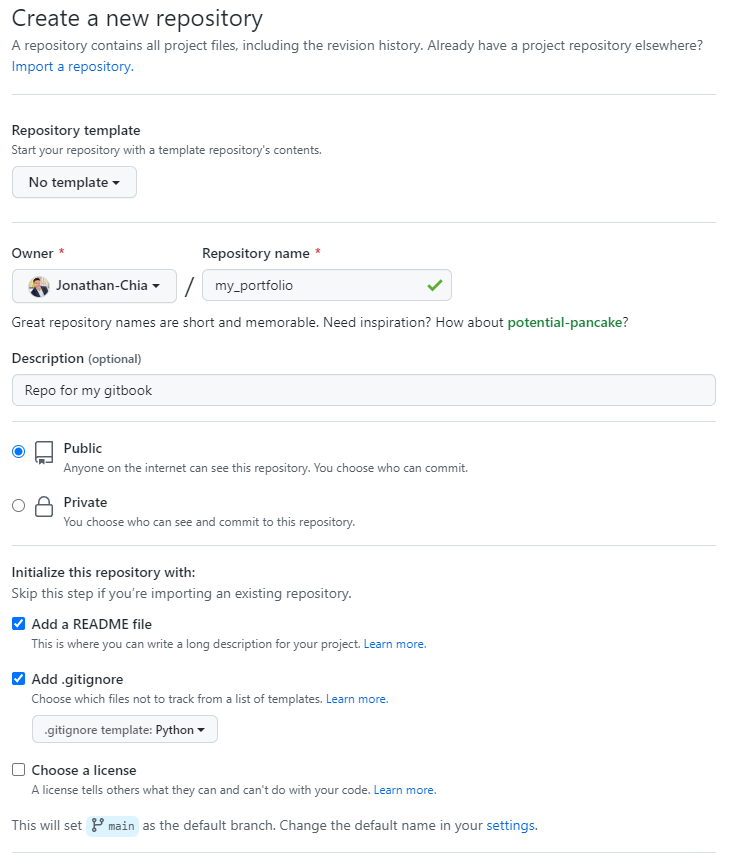 Create a new repository
A repository contains all project files, including the revision history. Already have a project repository elsewhere?
Import a repository.
Repository template
Start your repository with a template repository's contents.
No template
Owner *
Repository name *
Jonathan-Chia
/
my_portfolio
Great repository names are short and memorable. Need inspiration? How about potential-pancake?
Description (optional)
Repo for my gitbook
Public
Anyone on the internet can see this repository. You choose who can commit.
Private
You choose who can see and commit to this repository.
Initialize this repository with:
Skip this step if you're importing an existing repository.
Add a README file
This is where you can write a long description for your project. Learn more.
Add .gitignore
Choose which files not to track from a list of templates. Learn more.
.gitignore template: Python
Choose a license
A license tells others what they can and can't do with your code. Learn more.
This will set main as the default branch. Change the default name in your settings.